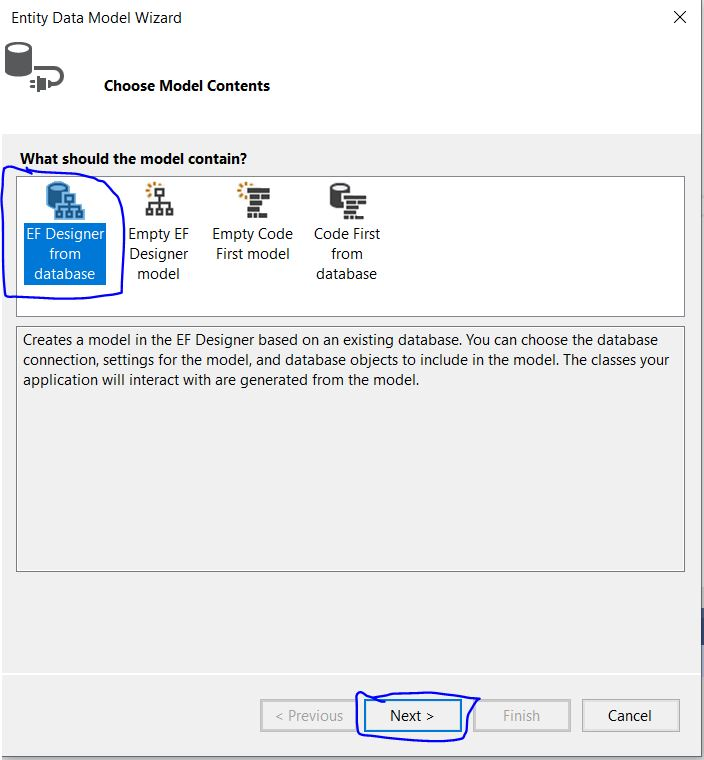 Entity Data Model Wizard
Choose Model Contents
What should the model contain?
EF Designer
from
database
Empty EF
Designer
model
Empty Code
First model
Code First
from
database
Creates a model in the EF Designer based on an existing database. You can choose the database
connection, settings for the model, and database objects to include in the model. The classes your
application will interact with are generated from the model.
< Previous
Next >
Finish
Cancel